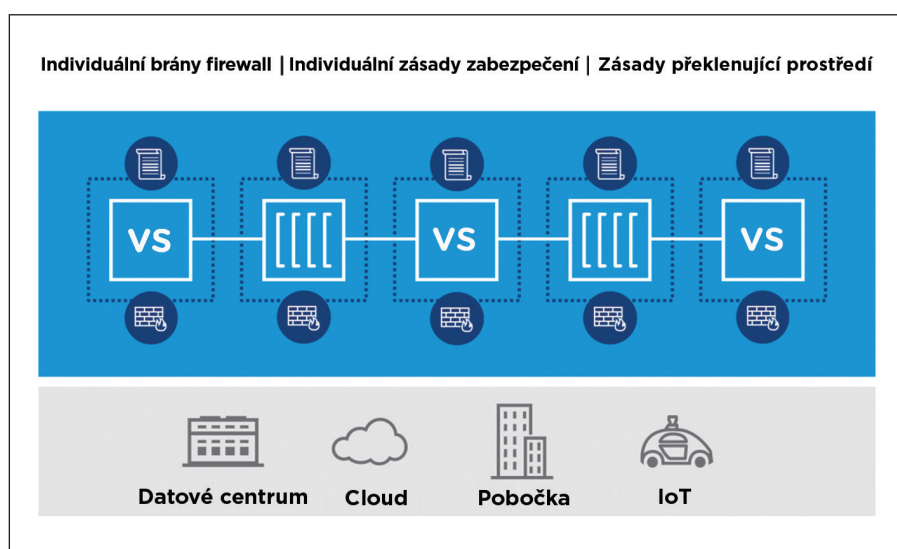 Individuální brány firewall | Individuální zásady zabezpečení | Zásady překlenující prostředí
VS VS VS
Datové centrum Cloud Pobočka IoT